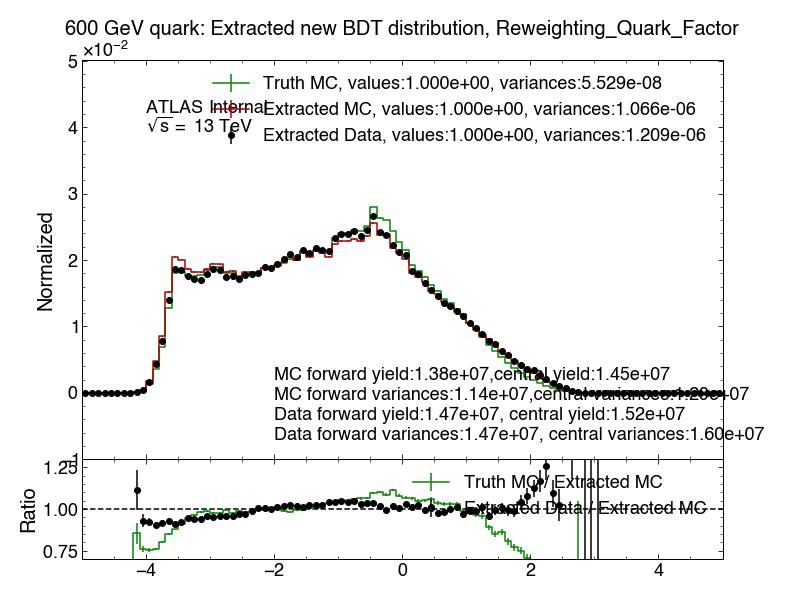 600 GeV quark: Extracted new BDT distribution, Reweighting_Quark_Factor
×10−2
Truth MC, values:1.000e+00, variances:5.529e-08
ATLAS Internal
Extracted MC, values:1.000e+00, variances:1.066e-06
√s = 13 TeV
Extracted Data, values:1.000e+00, variances:1.209e-06
5
4
3
2
1
0
−1
Normalized
MC forward yield:1.38e+07,central yield:1.45e+07
MC forward variances:1.14e+07,central variances:1.28e+07
Data forward yield:1.47e+07, central yield:1.52e+07
Data forward variances:1.47e+07, central variances:1.60e+07
1.25
1.00
0.75
Ratio
Truth MC / Extracted MC
Extracted Data / Extracted MC
−4 −2 0 2 4